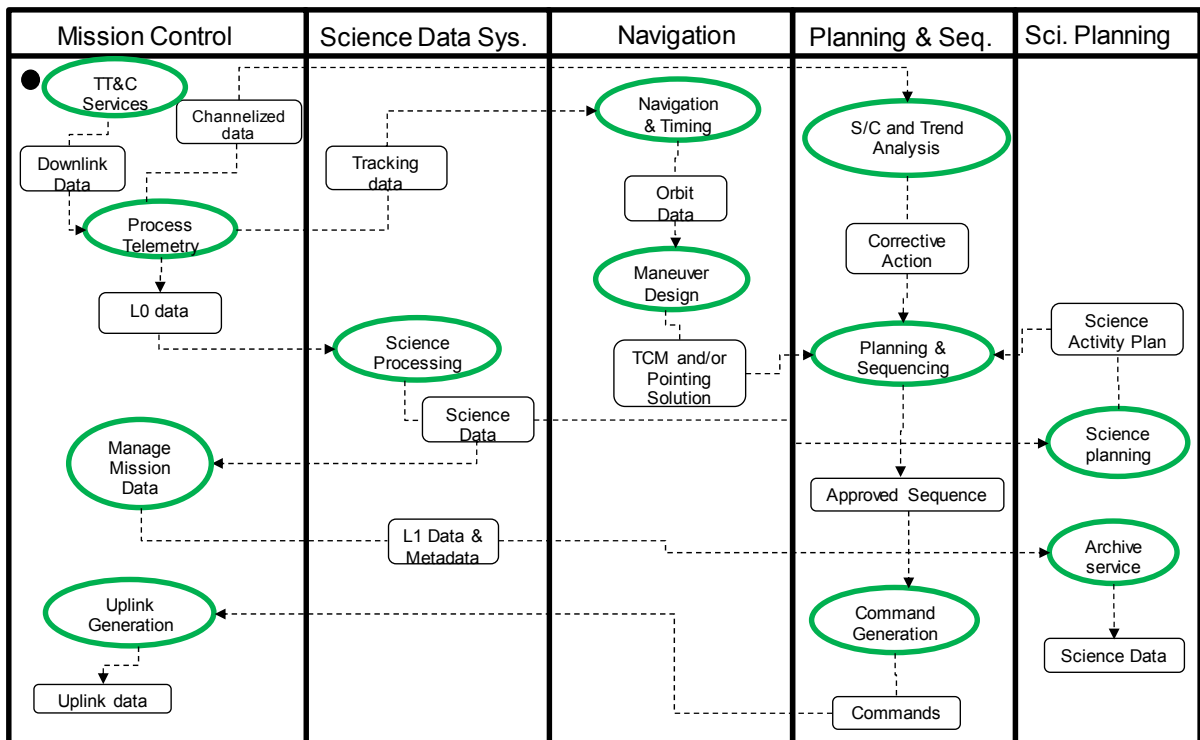 Mission Control
Science Data Sys.
Navigation
Planning & Seq.
Sci. Planning
TT&C
Services
Channelized
data
Downlink
Data
Process
Telemetry
L0 data
Manage
Mission
Data
Uplink
Generation
Uplink data
Tracking
data
Science
Processing
Science
Data
L1 Data &
Metadata
Navigation
& Timing
Orbit
Data
Maneuver
Design
TCM and/or
Pointing
Solution
S/C and Trend
Analysis
Corrective
Action
Planning &
Sequencing
Approved Sequence
Command
Generation
Commands
Science
Activity Plan
Science
planning
Archive
service
Science Data